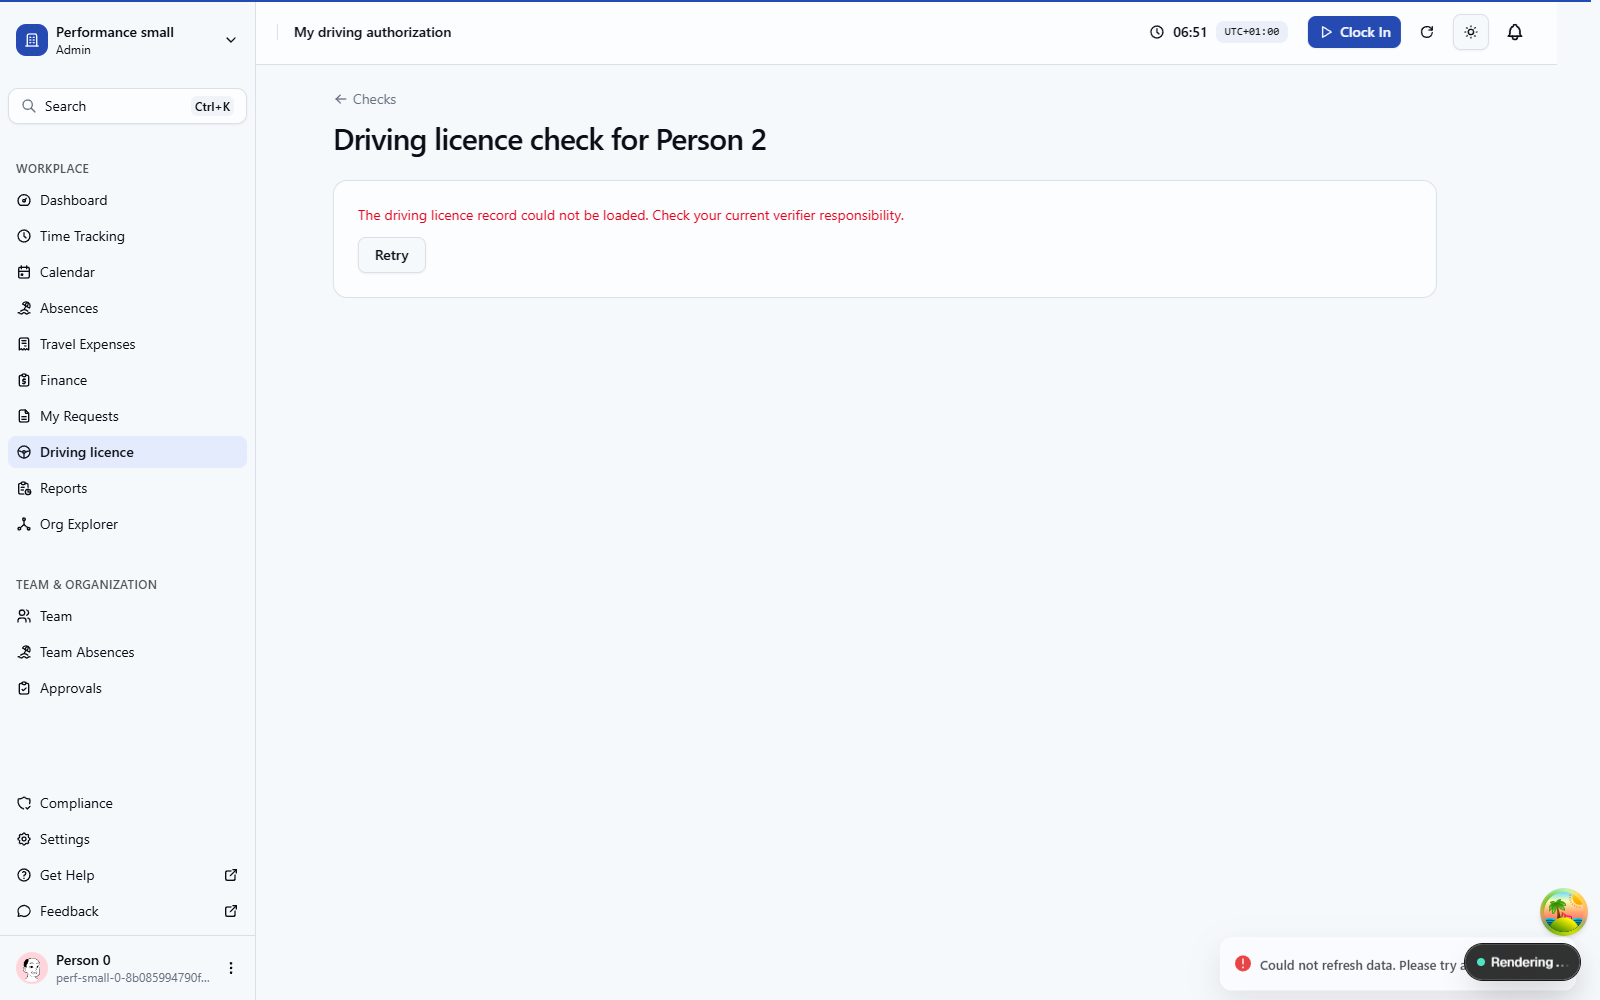 Performance small
Admin
Search
Ctrl+K
WORKPLACE
Dashboard
Time Tracking
Calendar
Absences
Travel Expenses
Finance
My Requests
Driving licence
Reports
Org Explorer
TEAM & ORGANIZATION
Team
Team Absences
Approvals
Compliance
Settings
Get Help
Feedback
Person 0
perf-small-0-8b085994790f...
My driving authorization
06:51
UTC+01:00
Clock In
Checks
Driving licence check for Person 2
The driving licence record could not be loaded. Check your current verifier responsibility.
Retry
Could not refresh data. Please try
Rendering ...